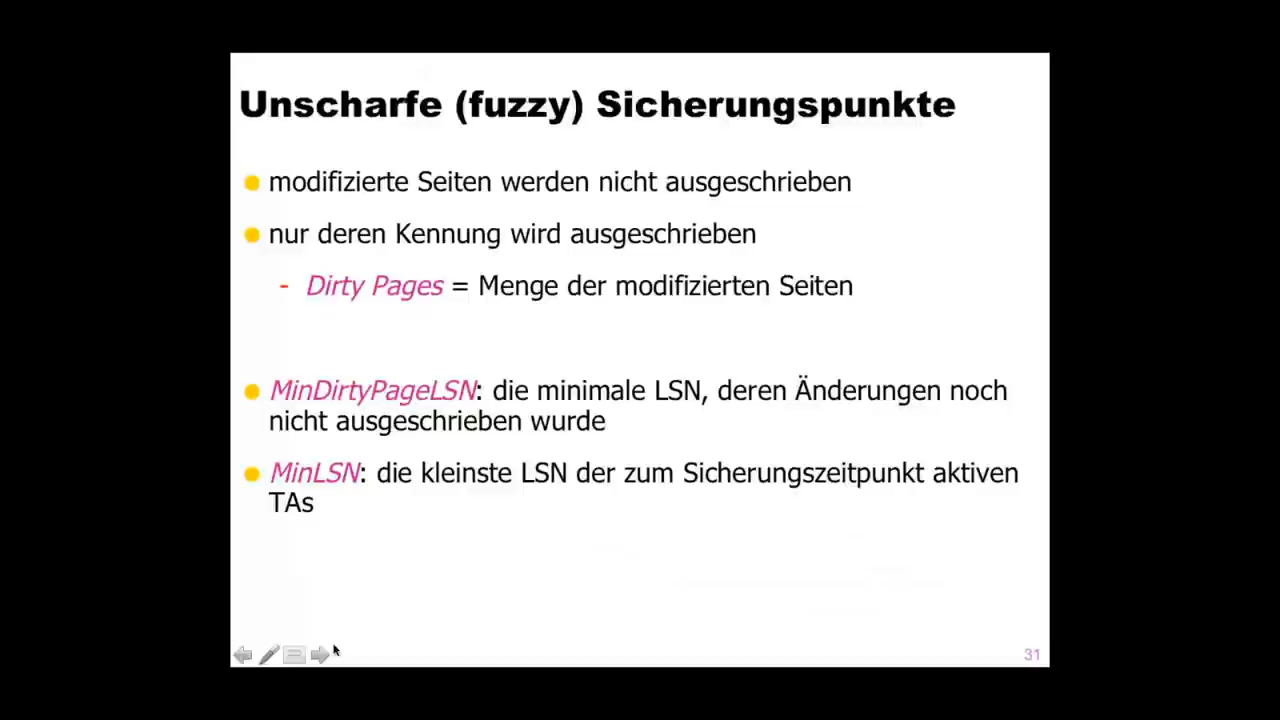 Unscharfe (fuzzy) Sicherungspunkte
modifizierte Seiten werden nicht ausgeschrieben
nur deren Kennung wird ausgeschrieben
- Dirty Pages = Menge der modifizierten Seiten
MinDirtyPageLSN: die minimale LSN, deren Änderungen noch
nicht ausgeschrieben wurde
MinLSN: die kleinste LSN der zum Sicherungszeitpunkt aktiven
TAs
31